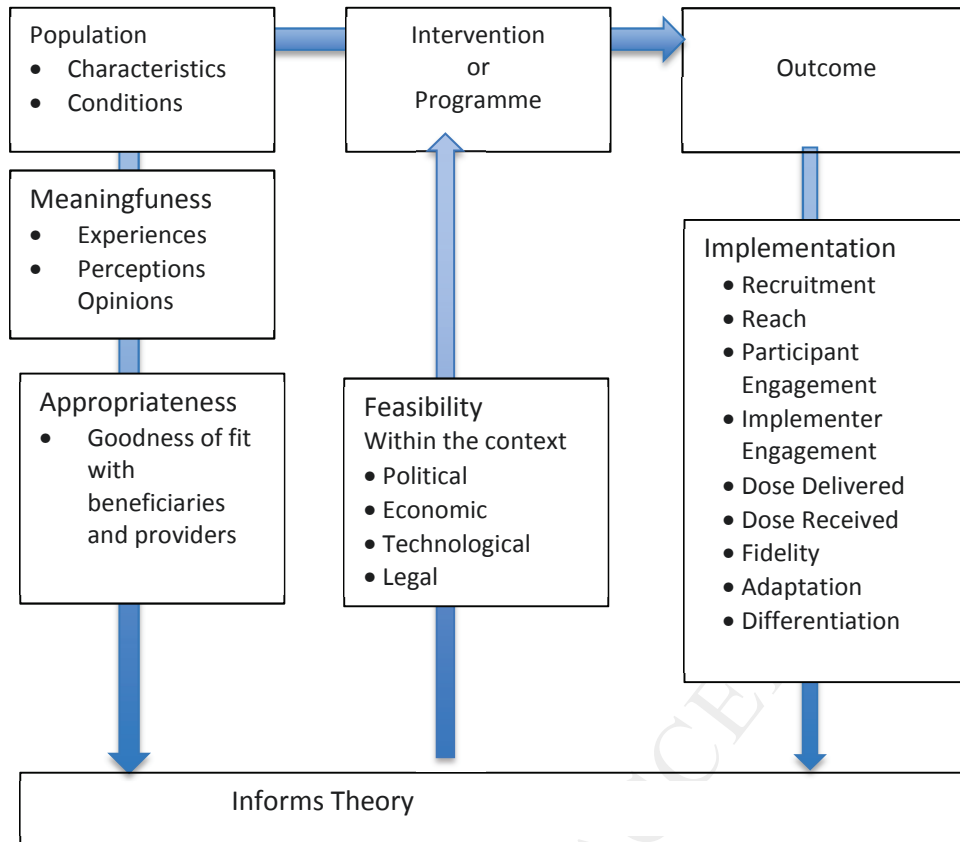 Population
• Characteristics
• Conditions
Intervention
or
Programme
Outcome
Meaningfuness
• Experiences
• Perceptions
Opinions
Appropriateness
• Goodness of fit
with
beneficiaries
and providers
Feasibility
Within the context
• Political
• Economic
• Technological
• Legal
Implementation
• Recruitment
• Reach
• Participant
Engagement
• Implementer
Engagement
• Dose Delivered
• Dose Received
• Fidelity
• Adaptation
• Differentiation
Informs Theory